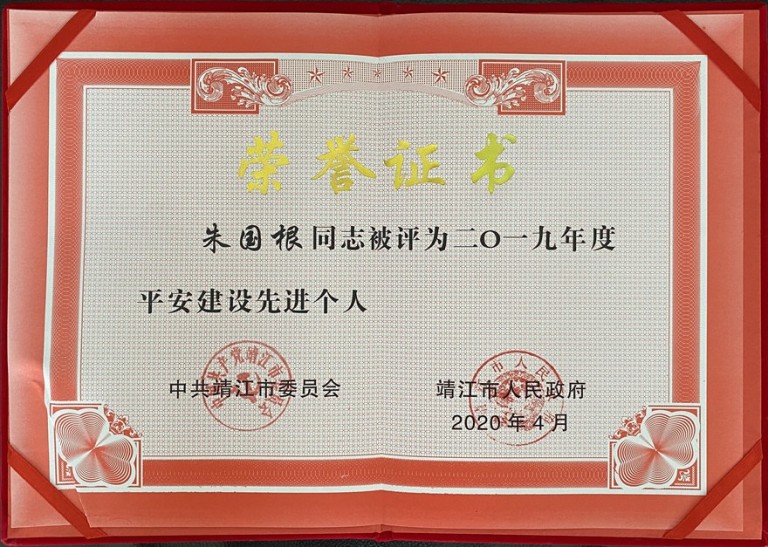 荣誉证书
朱国根同志被评为二〇一九年度
平安建设先进个人
中共靖江市委员会
靖江市人民政府
2020年4月